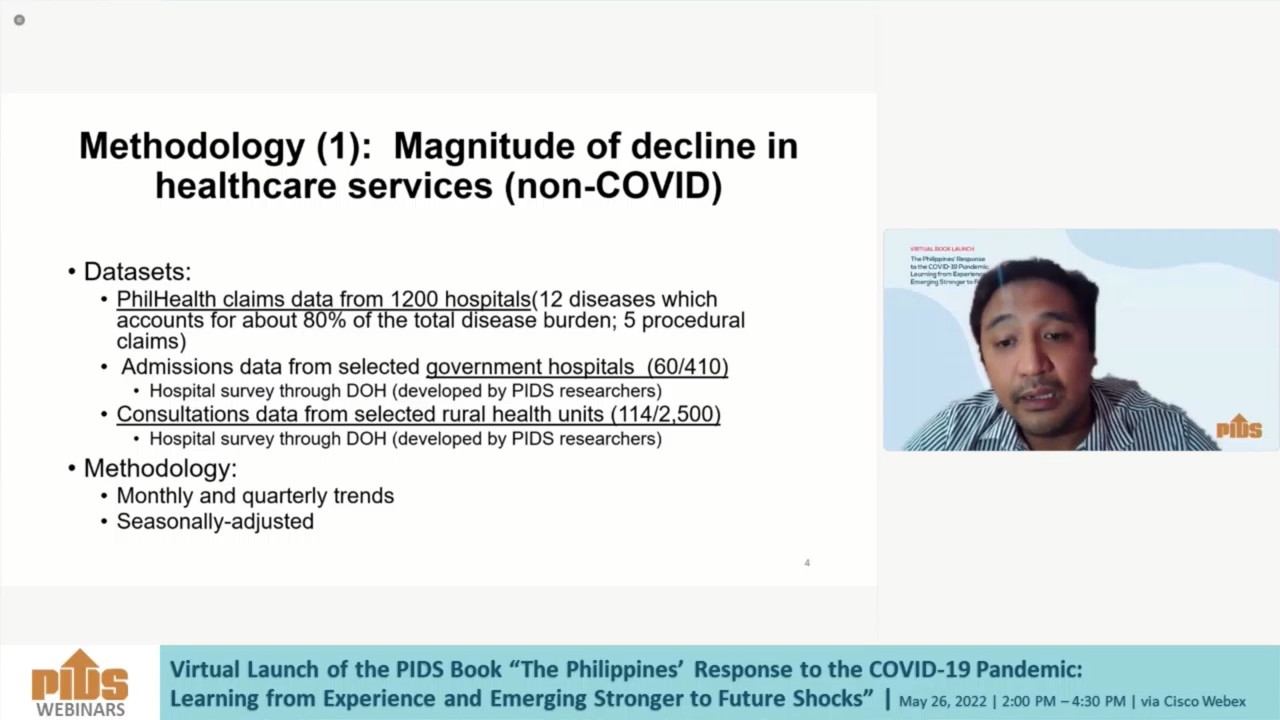 Methodology (1): Magnitude of decline in
healthcare services (non-COVID)
• Datasets:
• PhilHealth claims data from 1200 hospitals(12 diseases which
accounts for about 80% of the total disease burden; 5 procedural
claims)
• Admissions data from selected government hospitals (60/410)
• Hospital survey through DOH (developed by PIDS researchers)
• Consultations data from selected rural health units (114/2,500)
• Hospital survey through DOH (developed by PIDS researchers)
• Methodology:
• Monthly and quarterly trends
• Seasonally-adjusted
4
VIRTUAL BOOK LAUNCH
The Philippines' Response
to the COVID-19 Pandemic:
Learning from Experience
Emerging Stronger to
PIDS
PIDS
WEBINARS
Virtual Launch of the PIDS Book “The Philippines’ Response to the COVID-19 Pandemic:
Learning from Experience and Emerging Stronger to Future Shocks” | May 26, 2022 | 2:00 PM – 4:30 PM | via Cisco Webex